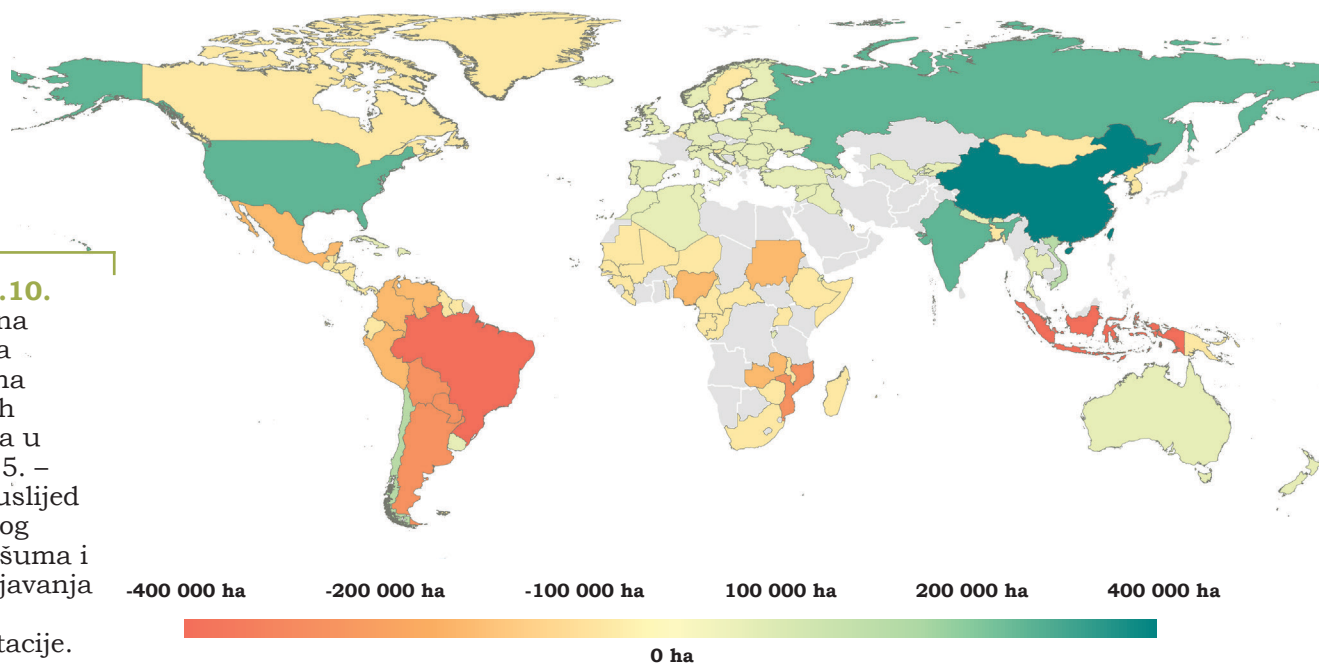 .10.
na
a
na
h
a u
5. –
uslijed
og
šuma i
javanja
tacije.
-400 000 ha -200 000 ha -100 000 ha 100 000 ha 200 000 ha 400 000 ha
0 ha